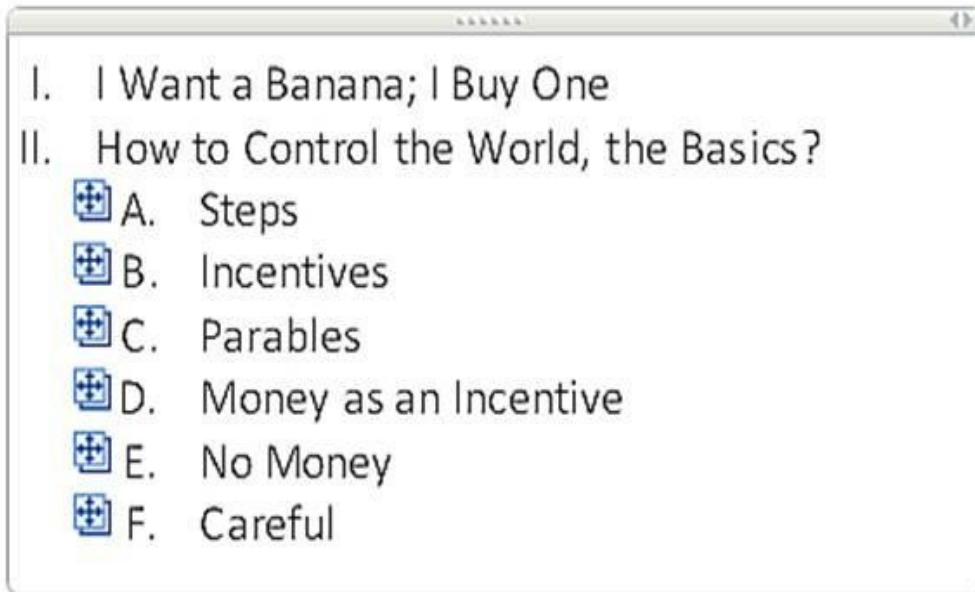 I. I Want a Banana; I Buy One
II. How to Control the World, the Basics?
A. Steps
B. Incentives
C. Parables
D. Money as an Incentive
E. No Money
F. Careful